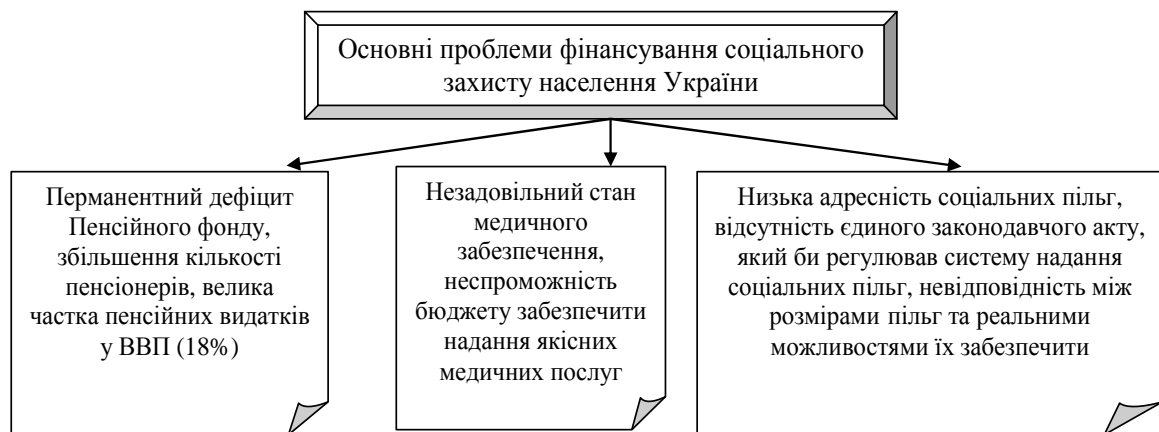 Основні проблеми фінансування соціального
захисту населення України
Перманентний дефіцит
Пенсійного фонду,
збільшення кількості
пенсіонерів, велика
частка пенсійних видатків
у ВВП (18%)
Незадовільний стан
медичного
забезпечення,
неспроможність
бюджету забезпечити
надання якісних
медичних послуг
Низька адресність соціальних пільг,
відсутність єдиного законодавчого акту,
який би регулював систему надання
соціальних пільг, невідповідність між
розмірами пільг та реальними
можливостями їх забезпечити